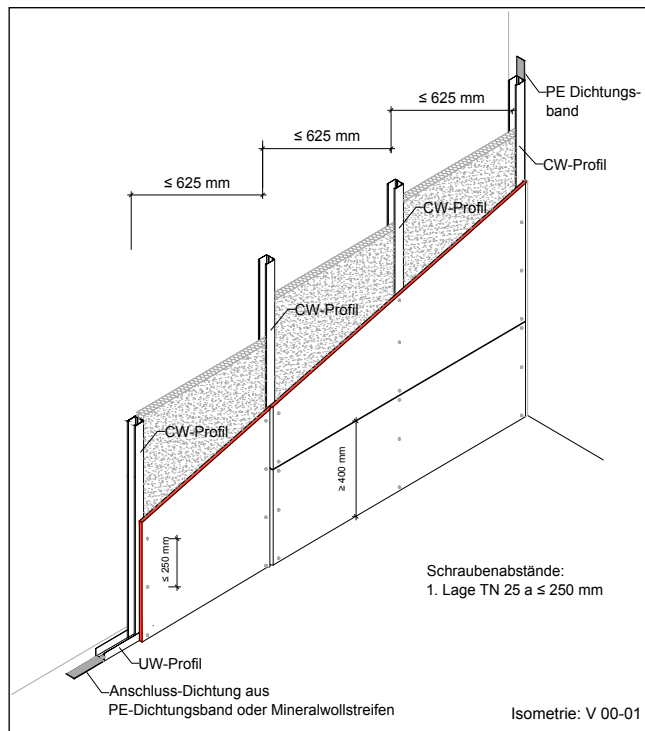 ≤ 625 mm
≤ 625 mm
≤ 625 mm
PE Dichtungs-
band
CW-Profil
CW-Profil
CW-Profil
CW-Profil
≥ 400 mm
≤ 250 mm
Schraubenabstände:
1. Lage TN 25 a ≤ 250 mm
UW-Profil
Anschluss-Dichtung aus
PE-Dichtungsband oder Mineralwollstreifen
Isometrie: V 00-01